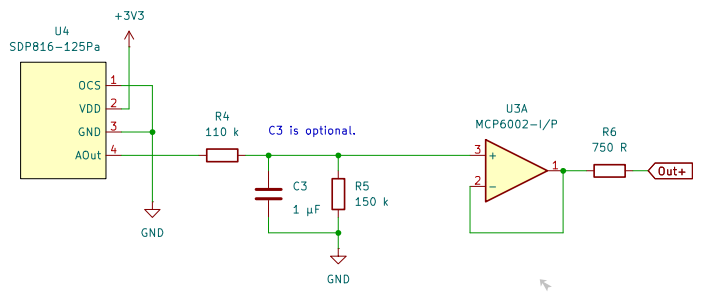 +3V3
U4
SDP816-125Pa
OCS 1
VDD 2
GND 3
AOut 4
R4
110 k
C3 is optional.
C3
1 µF
R5
150 k
GND
GND
U3A
MCP6002-I/P
3 +
2 -
1
R6
750 R
Out+